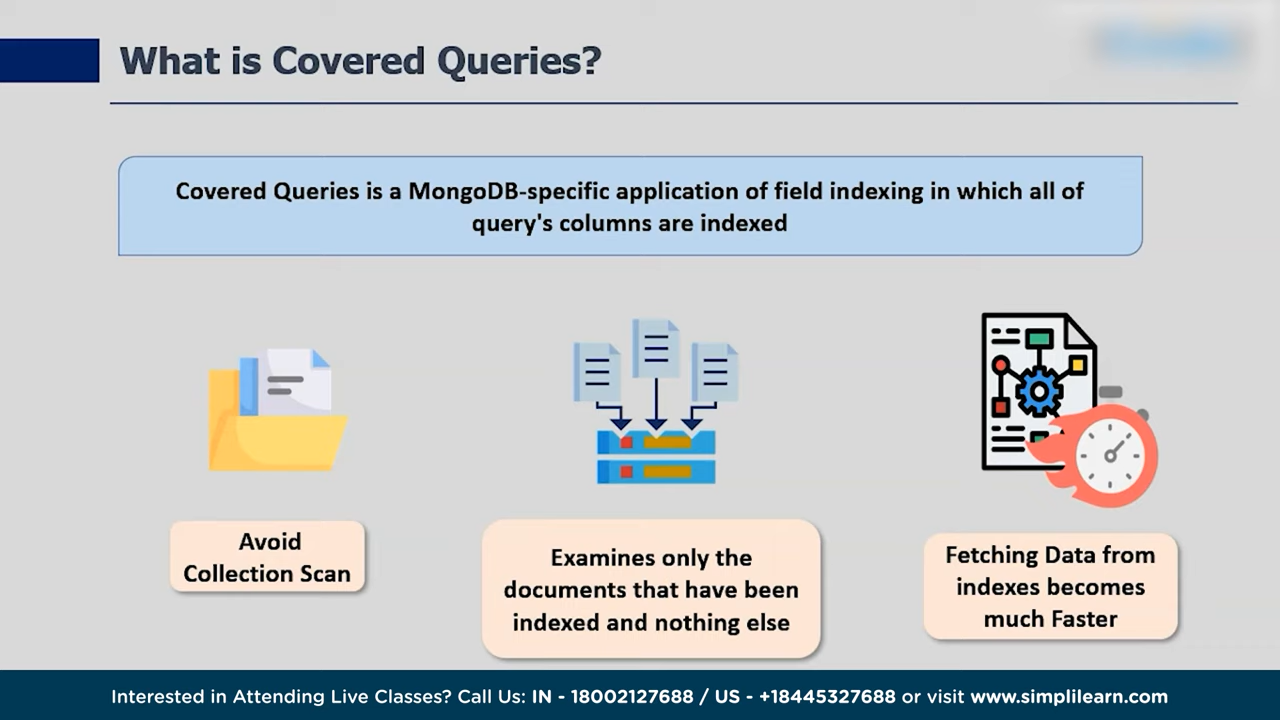 What is Covered Queries?
Covered Queries is a MongoDB-specific application of field indexing in which all of
query's columns are indexed
Avoid
Collection Scan
Examines only the
documents that have been
indexed and nothing else
Fetching Data from
indexes becomes
much Faster
Interested in Attending Live Classes? Call Us: IN - 18002127688 / US - +18445327688 or visit www.simplilearn.com